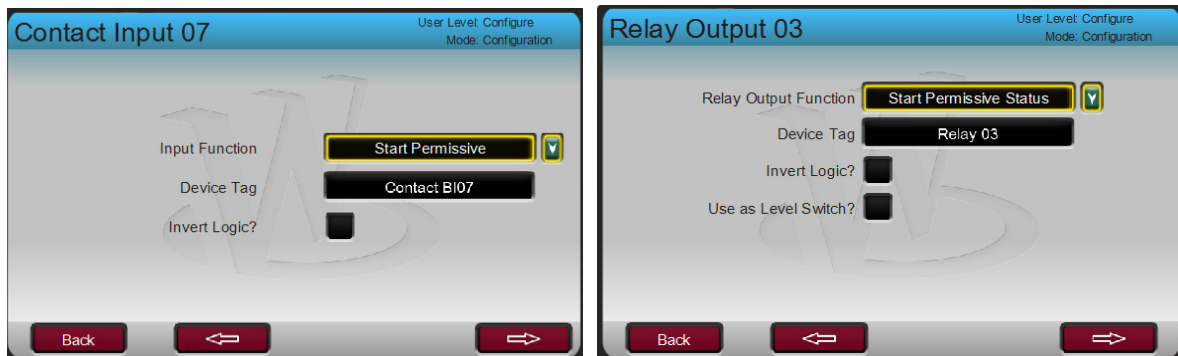 Contact Input 07
User Level: Configure
Mode: Configuration
Input Function
Start Permissive
Device Tag
Contact BI07
Invert Logic?
Back
Relay Output 03
User Level: Configure
Mode: Configuration
Relay Output Function
Start Permissive Status
Device Tag
Relay 03
Invert Logic?
Use as Level Switch?
Back